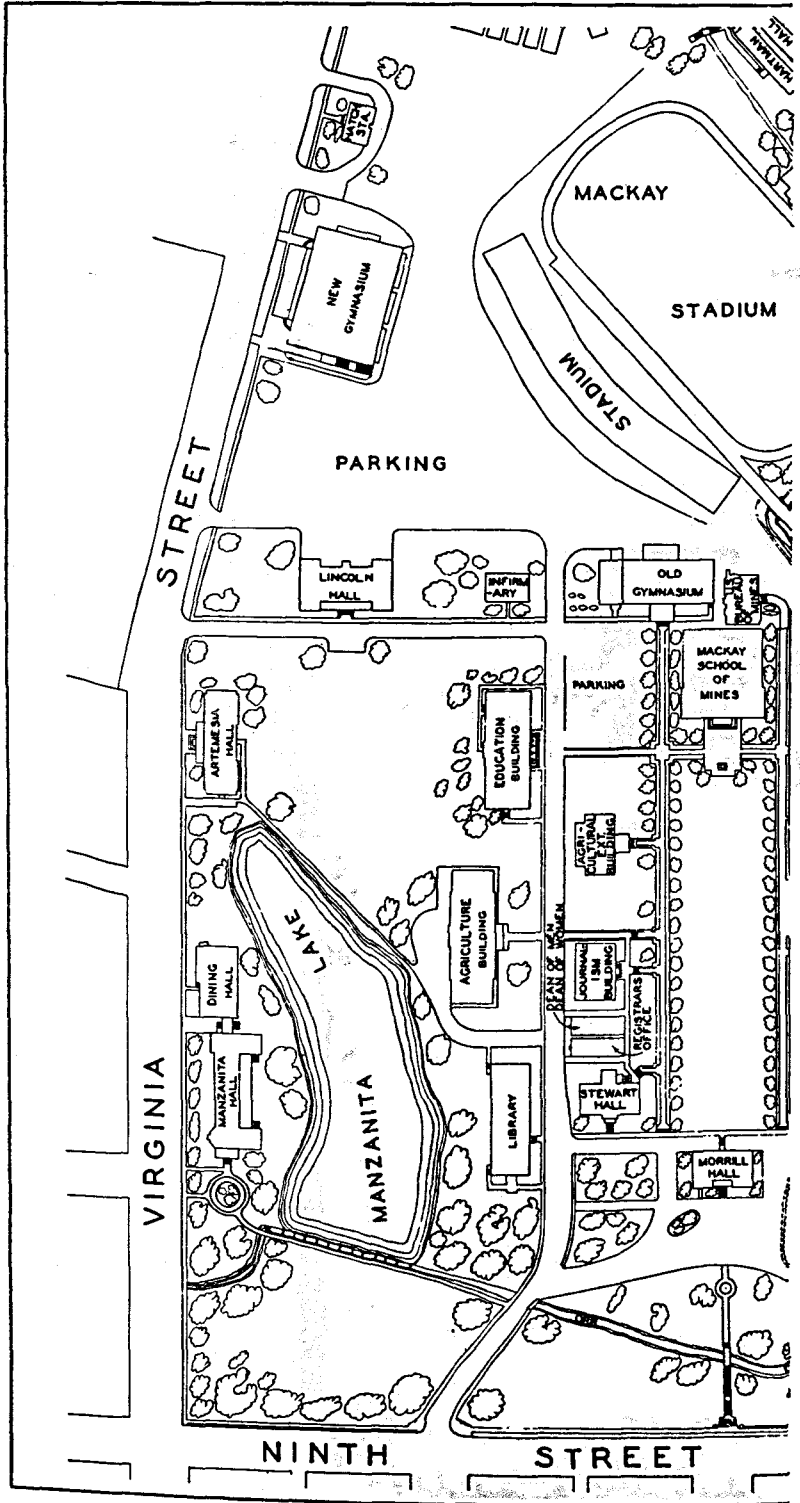 HARTMAN
HALL
HATCH
STA.
MACKAY
NEW
GYMNASIUM
STADIUM
STADIUM
PARKING
STREET
LINCOLN
HALL
INFIRM
-ARY
OLD
GYMNASIUM
BUREAU
OF
MINES
MACKAY
SCHOOL
OF
MINES
PARKING
ARTEMESIA
HALL
EDUCATION
BUILDING
AGRI-
CULTURAL
EXT.
BUILDING
LAKE
AGRICULTURE
BUILDING
DEAN OF MEN
DEAN OF WOMEN
JOURNAL
ISM
BUILDING
DINING
HALL
REGISTRARS
OFFICE
MANZANITA
HALL
MANZANITA
LIBRARY
STEWART
HALL
MORRILL
HALL
VIRGINIA
NINTH STREET